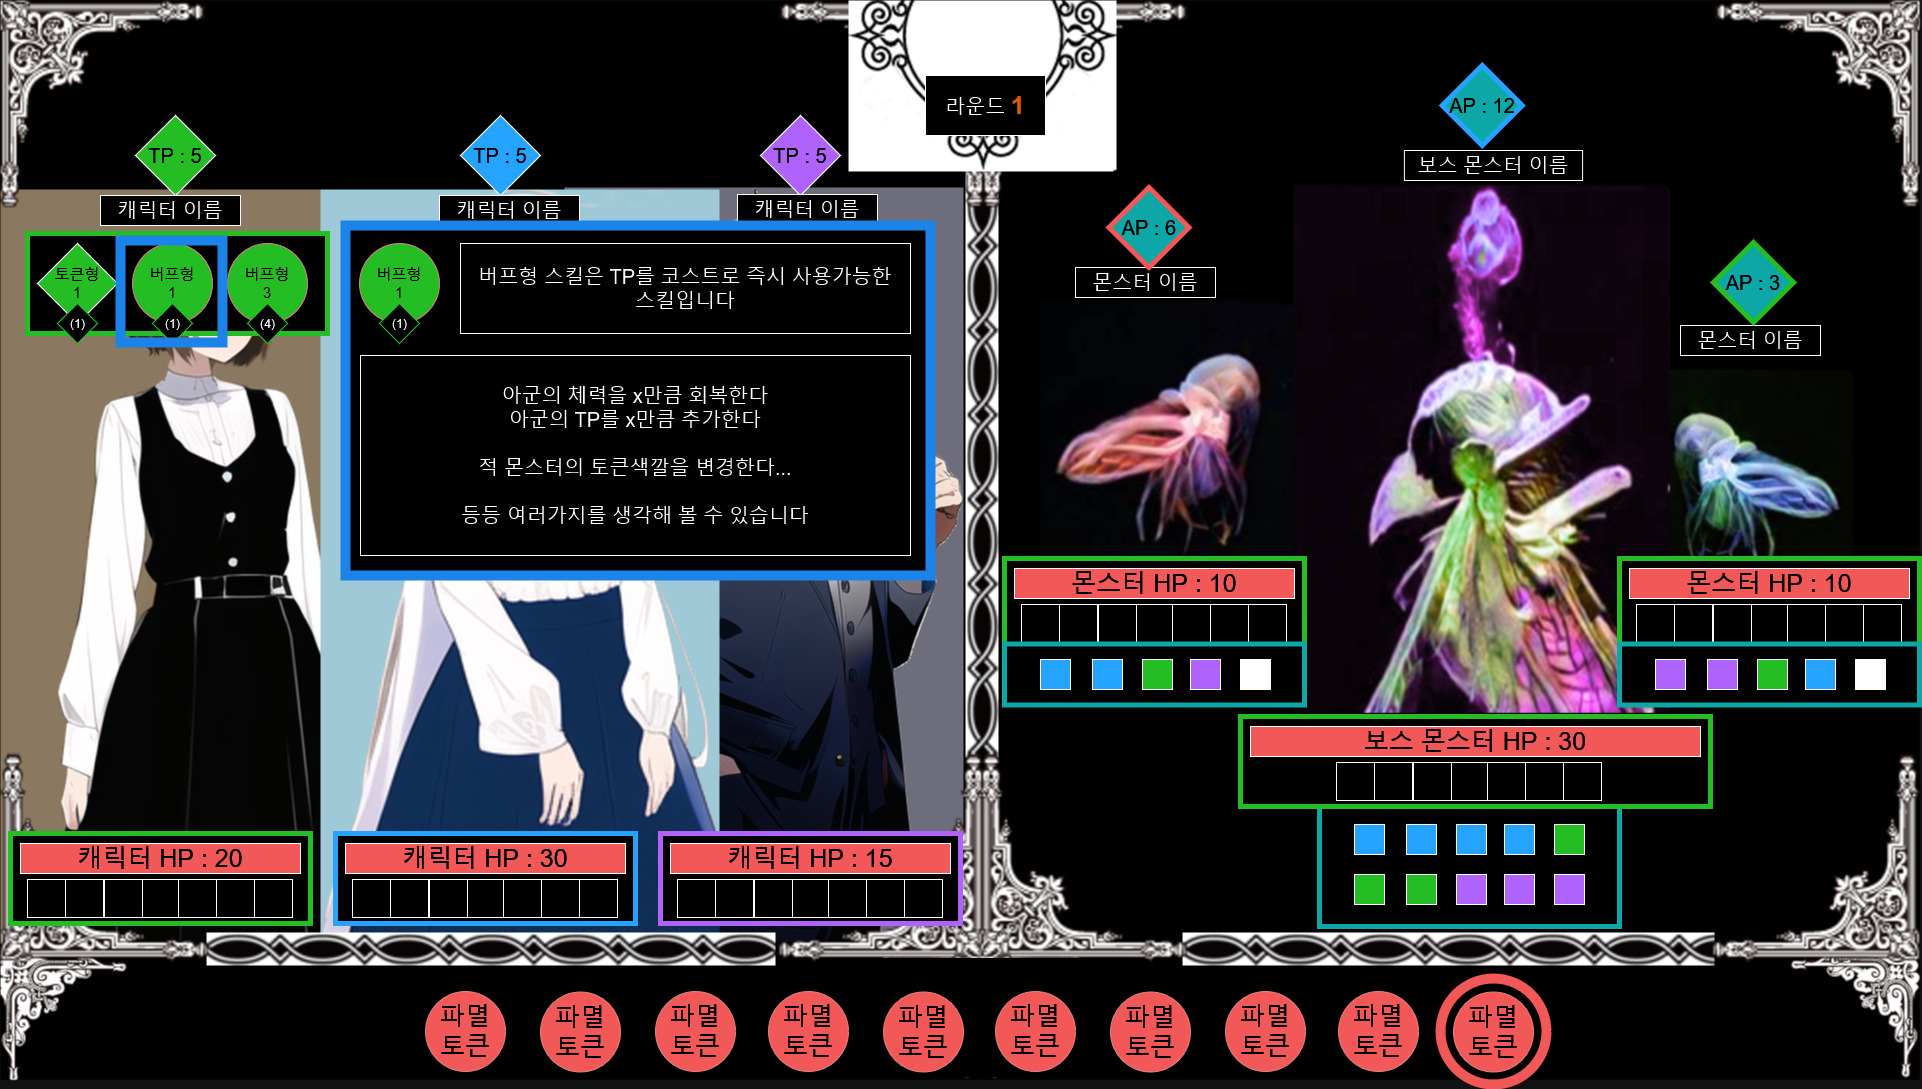 라운드 1
TP : 5
TP : 5
TP : 5
캐릭터 이름
캐릭터 이름
캐릭터 이름
토큰형
1
(1)
버프형
1
(1)
버프형
3
(4)
버프형
1
(1)
버프형 스킬은 TP를 코스트로 즉시 사용가능한
스킬입니다
아군의 체력을 x만큼 회복한다
아군의 TP를 x만큼 추가한다
적 몬스터의 토큰색깔을 변경한다...
등등 여러가지를 생각해 볼 수 있습니다
캐릭터 HP : 20
캐릭터 HP : 30
캐릭터 HP : 15
AP : 6
몬스터 이름
AP : 12
보스 몬스터 이름
AP : 3
몬스터 이름
몬스터 HP : 10
몬스터 HP : 10
보스 몬스터 HP : 30
파멸
토큰
파멸
토큰
파멸
토큰
파멸
토큰
파멸
토큰
파멸
토큰
파멸
토큰
파멸
토큰
파멸
토큰
파멸
토큰